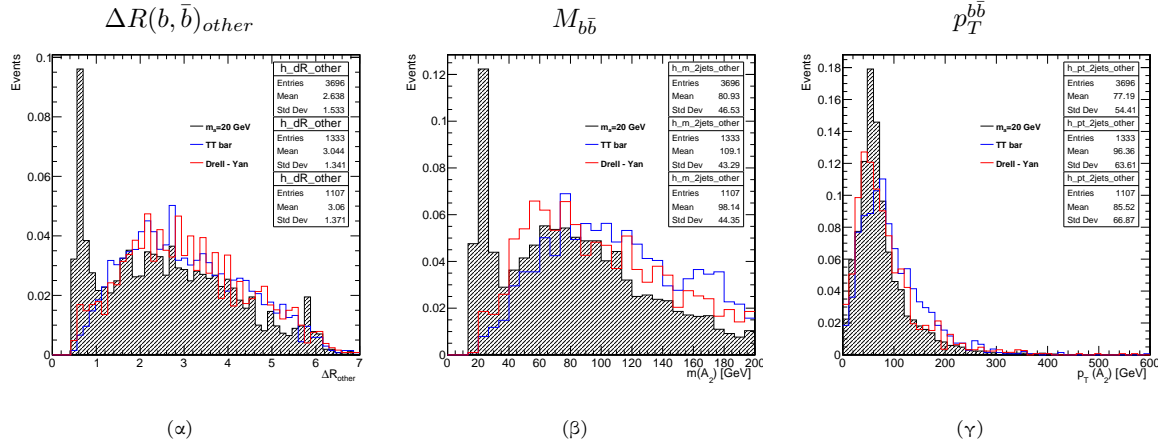 ΔR(b, b̄)other
M_bb̄
p_T^bb̄
Events
0.1
0.08
0.06
0.04
0.02
0
0 1 2 3 4 5 6 7
ΔR_other
h_dR_other
Entries 3696
Mean 2.638
Std Dev 1.533
h_dR_other
Entries 1333
Mean 3.044
Std Dev 1.341
h_dR_other
Entries 1107
Mean 3.06
Std Dev 1.371
m_a=20 GeV
TT bar
Drell - Yan
(α)
Events
0.12
0.1
0.08
0.06
0.04
0.02
0
0 20 40 60 80 100 120 140 160 180 200
m(A_2) [GeV]
h_m_2jets_other
Entries 3696
Mean 80.93
Std Dev 46.53
h_m_2jets_other
Entries 1333
Mean 109.1
Std Dev 43.29
h_m_2jets_other
Entries 1107
Mean 98.14
Std Dev 44.35
m_a=20 GeV
TT bar
Drell - Yan
(β)
Events
0.18
0.16
0.14
0.12
0.1
0.08
0.06
0.04
0.02
0
0 100 200 300 400 500 600
p_T (A_2) [GeV]
h_pt_2jets_other
Entries 3696
Mean 77.19
Std Dev 54.41
h_pt_2jets_other
Entries 1333
Mean 96.36
Std Dev 63.61
h_pt_2jets_other
Entries 1107
Mean 85.52
Std Dev 66.87
m_a=20 GeV
TT bar
Drell - Yan
(γ)